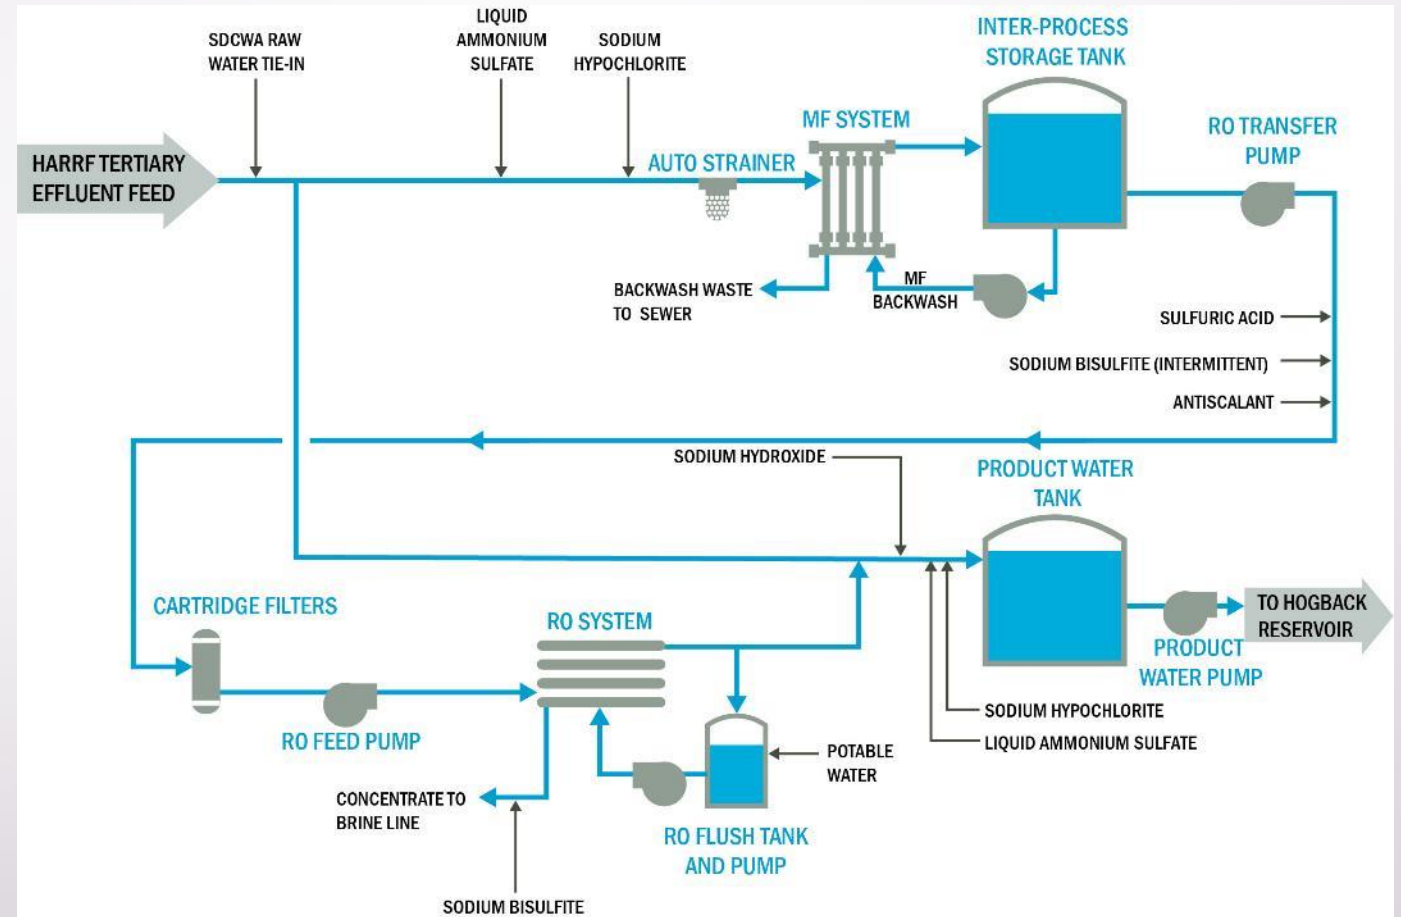 SDCWA RAW
WATER TIE-IN
LIQUID
AMMONIUM
SULFATE
SODIUM
HYPOCHLORITE
INTER-PROCESS
STORAGE TANK
MF SYSTEM
RO TRANSFER
PUMP
HARRF TERTIARY
EFFLUENT FEED
AUTO STRAINER
BACKWASH WASTE
TO SEWER
MF
BACKWASH
SULFURIC ACID
SODIUM BISULFITE (INTERMITTENT)
ANTISCALANT
SODIUM HYDROXIDE
PRODUCT WATER
TANK
CARTRIDGE FILTERS
RO SYSTEM
TO HOGBACK
RESERVOIR
PRODUCT
WATER PUMP
RO FEED PUMP
SODIUM HYPOCHLORITE
LIQUID AMMONIUM SULFATE
POTABLE
WATER
CONCENTRATE TO
BRINE LINE
RO FLUSH TANK
AND PUMP
SODIUM BISULFITE